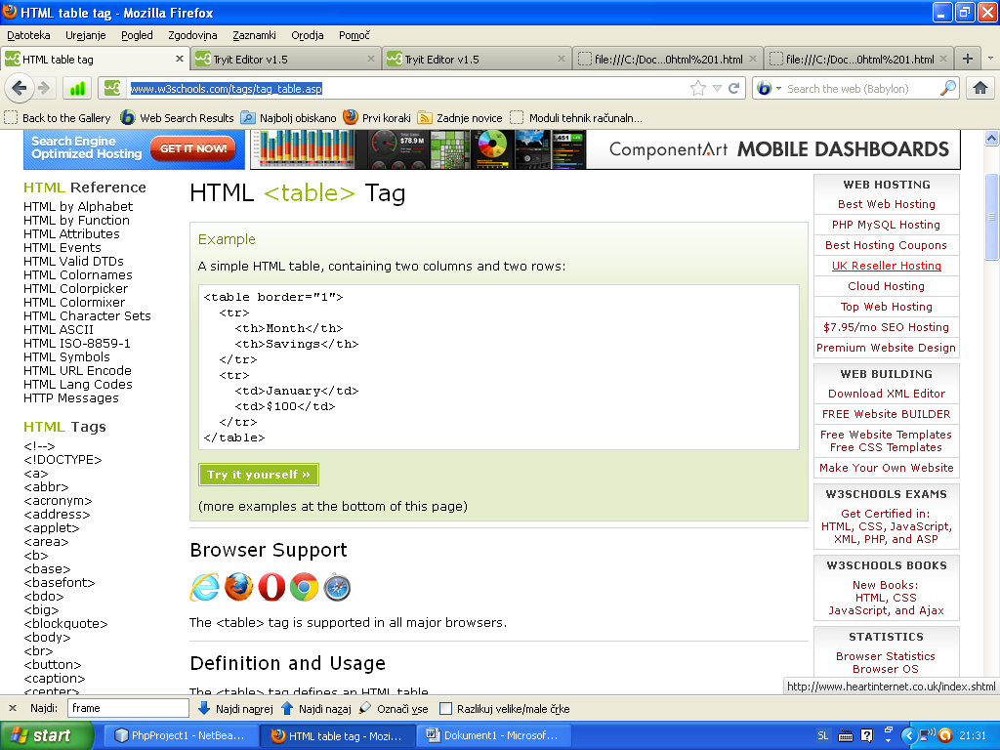 HTML table tag - Mozilla Firefox
Datoteka Urejanje Pogled Zgodovina Zaznamki Orodja Pomoč
HTML table tag
Tryit Editor v1.5
Tryit Editor v1.5
file:///C:/Doc...0html%201.html
file:///C:/Doc...0html%201.html
www.w3schools.com/tags/tag_table.asp
Search the web (Babylon)
Back to the Gallery Web Search Results Najbolj obiskano Prvi koraki Zadnje novice Moduli tehnik računaln...
Search Engine
Optimized Hosting
GET IT NOW!
$78.9 M
ComponentArt MOBILE DASHBOARDS
HTML Reference
HTML by Alphabet
HTML by Function
HTML Attributes
HTML Events
HTML Valid DTDs
HTML Colornames
HTML Colorpicker
HTML Colormixer
HTML Character Sets
HTML ASCII
HTML ISO-8859-1
HTML Symbols
HTML URL Encode
HTML Lang Codes
HTTP Messages
HTML Tags
<!-->
<!DOCTYPE>
<a>
<abbr>
<acronym>
<address>
<applet>
<area>
<b>
<base>
<basefont>
<bdo>
<big>
<blockquote>
<body>
<br>
<button>
<caption>
<center>
HTML <table> Tag
Example
A simple HTML table, containing two columns and two rows:
<table border="1">
<tr>
<th>Month</th>
<th>Savings</th>
</tr>
<tr>
<td>January</td>
<td>$100</td>
</tr>
</table>
Try it yourself »
(more examples at the bottom of this page)
Browser Support
The <table> tag is supported in all major browsers.
Definition and Usage
The <table> tag defines an HTML table.
WEB HOSTING
Best Web Hosting
PHP MySQL Hosting
Best Hosting Coupons
UK Reseller Hosting
Cloud Hosting
Top Web Hosting
$7.95/mo SEO Hosting
Premium Website Design
WEB BUILDING
Download XML Editor
FREE Website BUILDER
Free Website Templates
Free CSS Templates
Make Your Own Website
W3SCHOOLS EXAMS
Get Certified in:
HTML, CSS, JavaScript,
XML, PHP, and ASP
W3SCHOOLS BOOKS
New Books:
HTML, CSS
JavaScript, and Ajax
STATISTICS
Browser Statistics
Browser OS
http://www.heartinternet.co.uk/index.shtml
Najdi: frame Najdi naprej Najdi nazaj Označi vse Razlikuj velike/male črke
start
PhpProject1 - NetBea...
HTML table tag - Mozi...
Dokument1 - Microsof...
SL
21:31